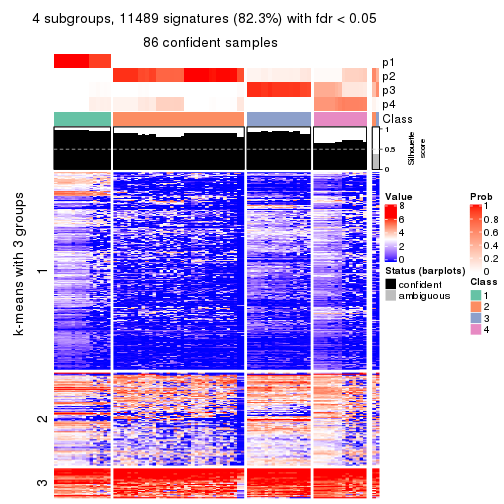 4 subgroups, 11489 signatures (82.3%) with fdr < 0.05
86 confident samples
p1
p2
p3
p4
Class
1
0.5
0
Silhouette
score
k-means with 3 groups
1
2
3
Value
8
6
4
2
0
Status (barplots)
confident
ambiguous
Prob
1
0.8
0.6
0.4
0.2
0
Class
1
2
3
4